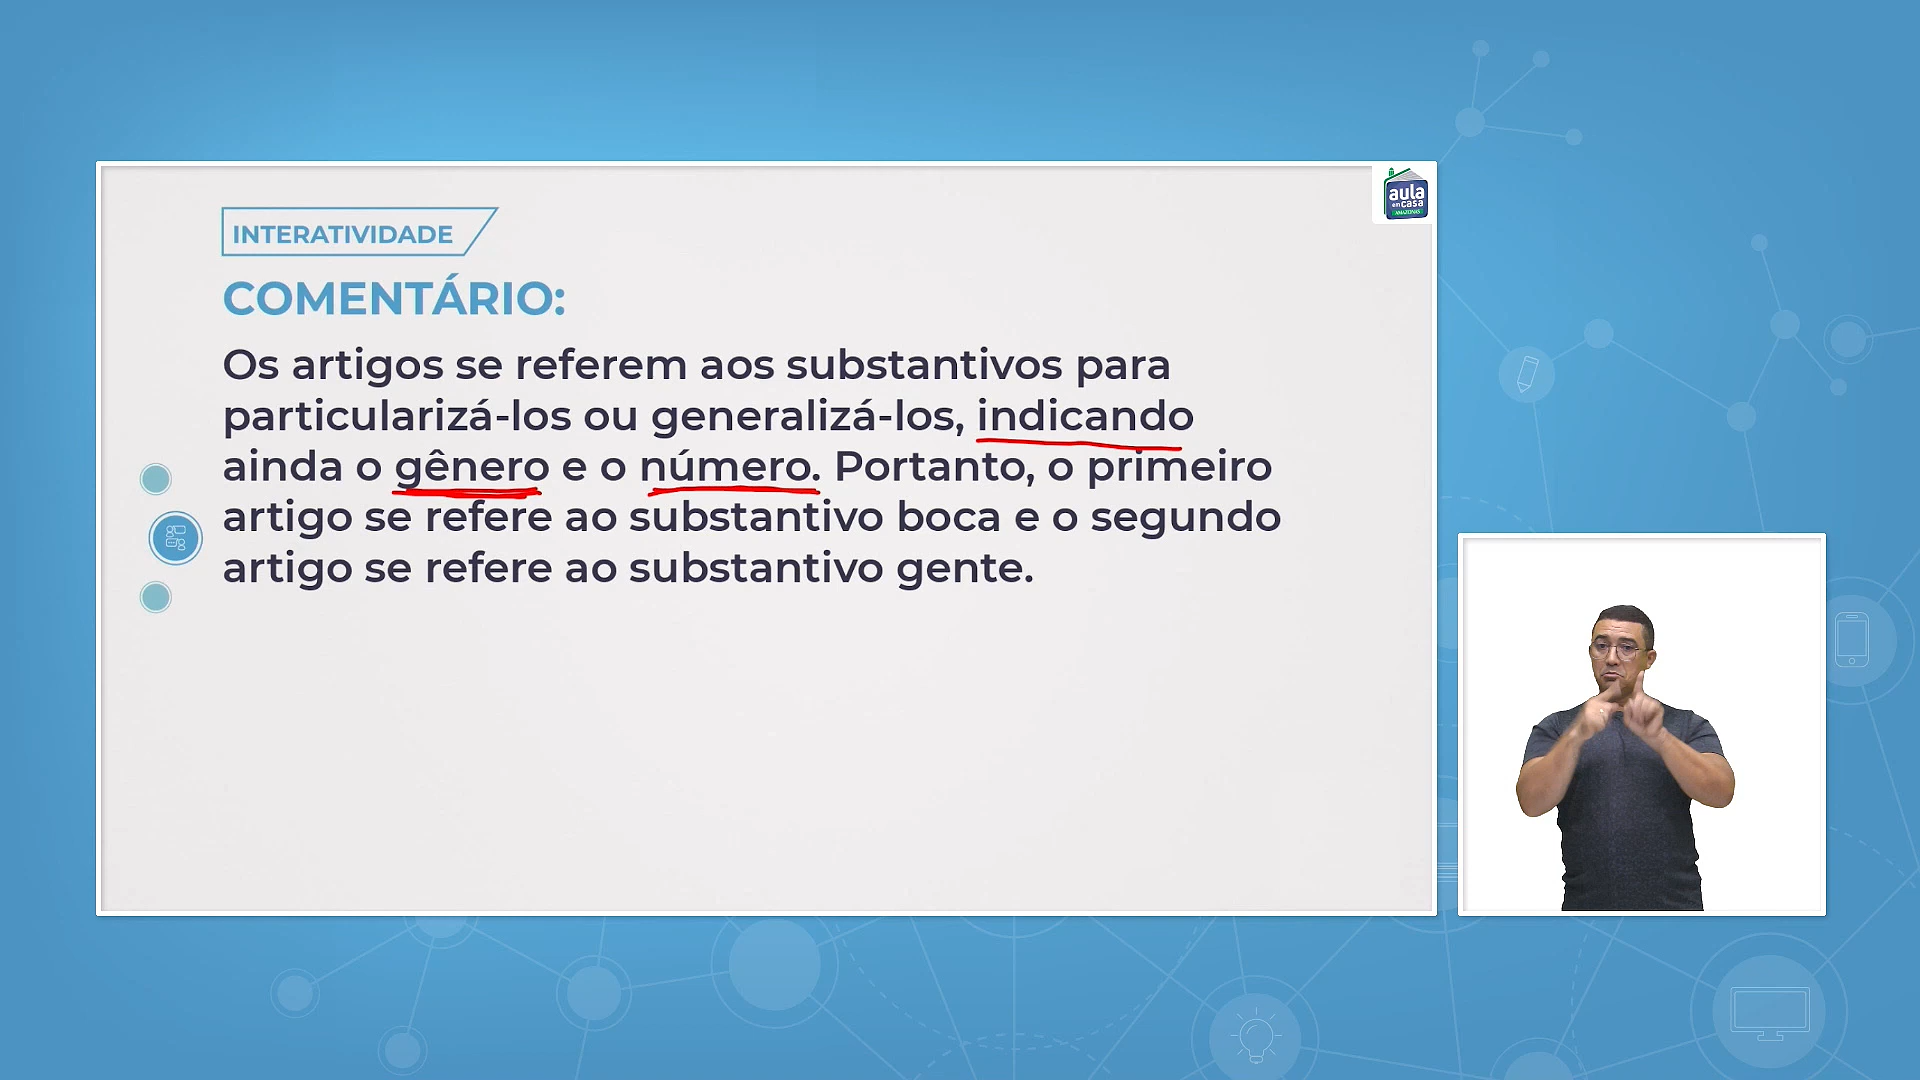 aula
em casa
AMAZONAS
INTERATIVIDADE
COMENTÁRIO:
Os artigos se referem aos substantivos para
particularizá-los ou generalizá-los, indicando
ainda o gênero e o número. Portanto, o primeiro
artigo se refere ao substantivo boca e o segundo
artigo se refere ao substantivo gente.